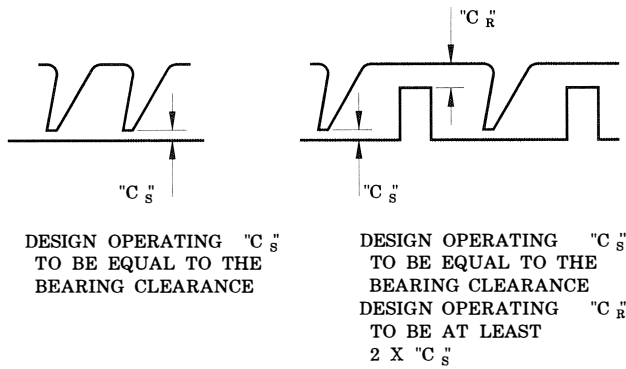 "C R"
"C S"
"C S"
DESIGN OPERATING "C S"
TO BE EQUAL TO THE
BEARING CLEARANCE
DESIGN OPERATING "C S"
TO BE EQUAL TO THE
BEARING CLEARANCE
DESIGN OPERATING "C R"
TO BE AT LEAST
2 X "C S"